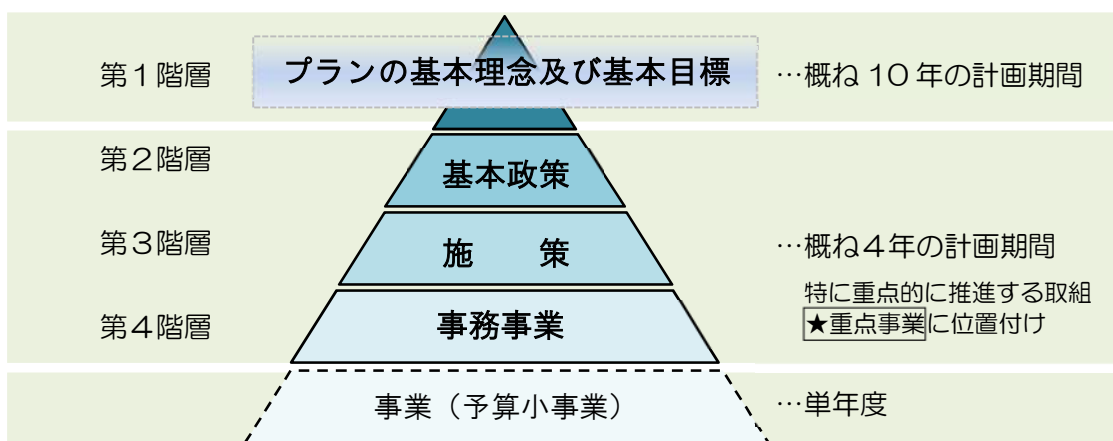 第１階層 プランの基本理念及び基本目標 …概ね 10 年の計画期間
第２階層 基本政策
第３階層 施　　策 …概ね４年の計画期間
特に重点的に推進する取組
第４階層 事務事業 ★重点事業に位置付け
事業（予算小事業） …単年度